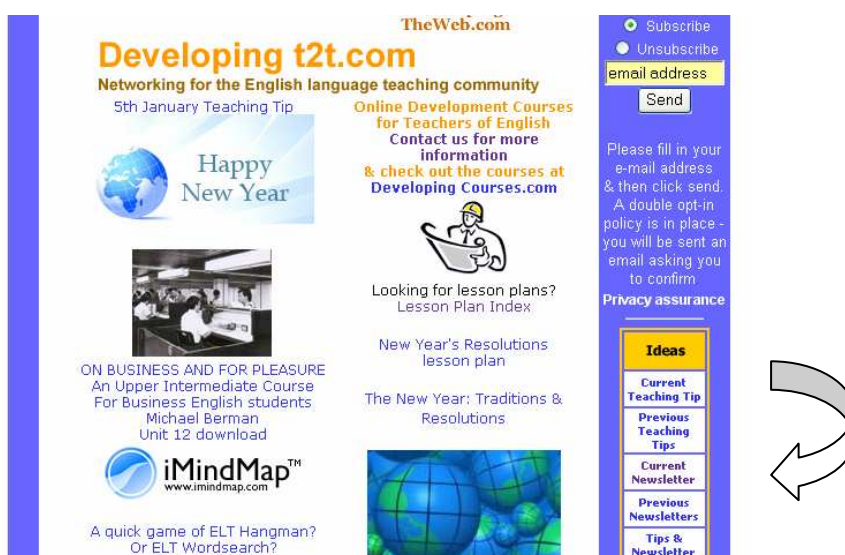 TheWeb.com
Developing t2t.com
Networking for the English language teaching community
5th January Teaching Tip
Happy
New Year
ON BUSINESS AND FOR PLEASURE
An Upper Intermediate Course
For Business English students
Michael Berman
Unit 12 download
iMindMap™
www.imindmap.com
A quick game of ELT Hangman?
Or ELT Wordsearch?
Online Development Courses
for Teachers of English
Contact us for more
information
& check out the courses at
Developing Courses.com
Looking for lesson plans?
Lesson Plan Index
New Year's Resolutions
lesson plan
The New Year: Traditions &
Resolutions
Subscribe
Unsubscribe
email address
Send
Please fill in your
e-mail address
& then click send.
A double opt-in
policy is in place -
you will be sent an
email asking you
to confirm
Privacy assurance
Ideas
Current
Teaching Tip
Previous
Teaching
Tips
Current
Newsletter
Previous
Newsletters
Tips &
Newsletter